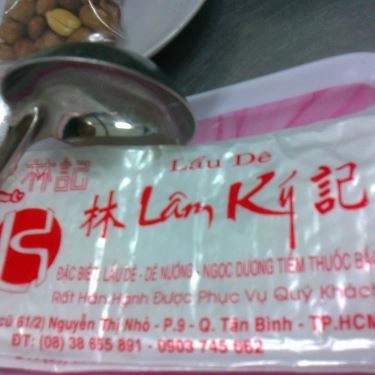 Lẩu Dê
林記
林 Lâm Ký 記
ĐẶC BIỆT LẨU DÊ - DÊ NƯỚNG - NGỌC DƯƠNG TIỀM THUỐC BẮC
Rất Hân Hạnh Được Phục Vụ Quý Khách
cũ 61/2) Nguyễn Thị Nhỏ - P.9 - Q. Tân Bình - TP.HCM
ĐT: (08) 38 655 891 - 0903 745 662